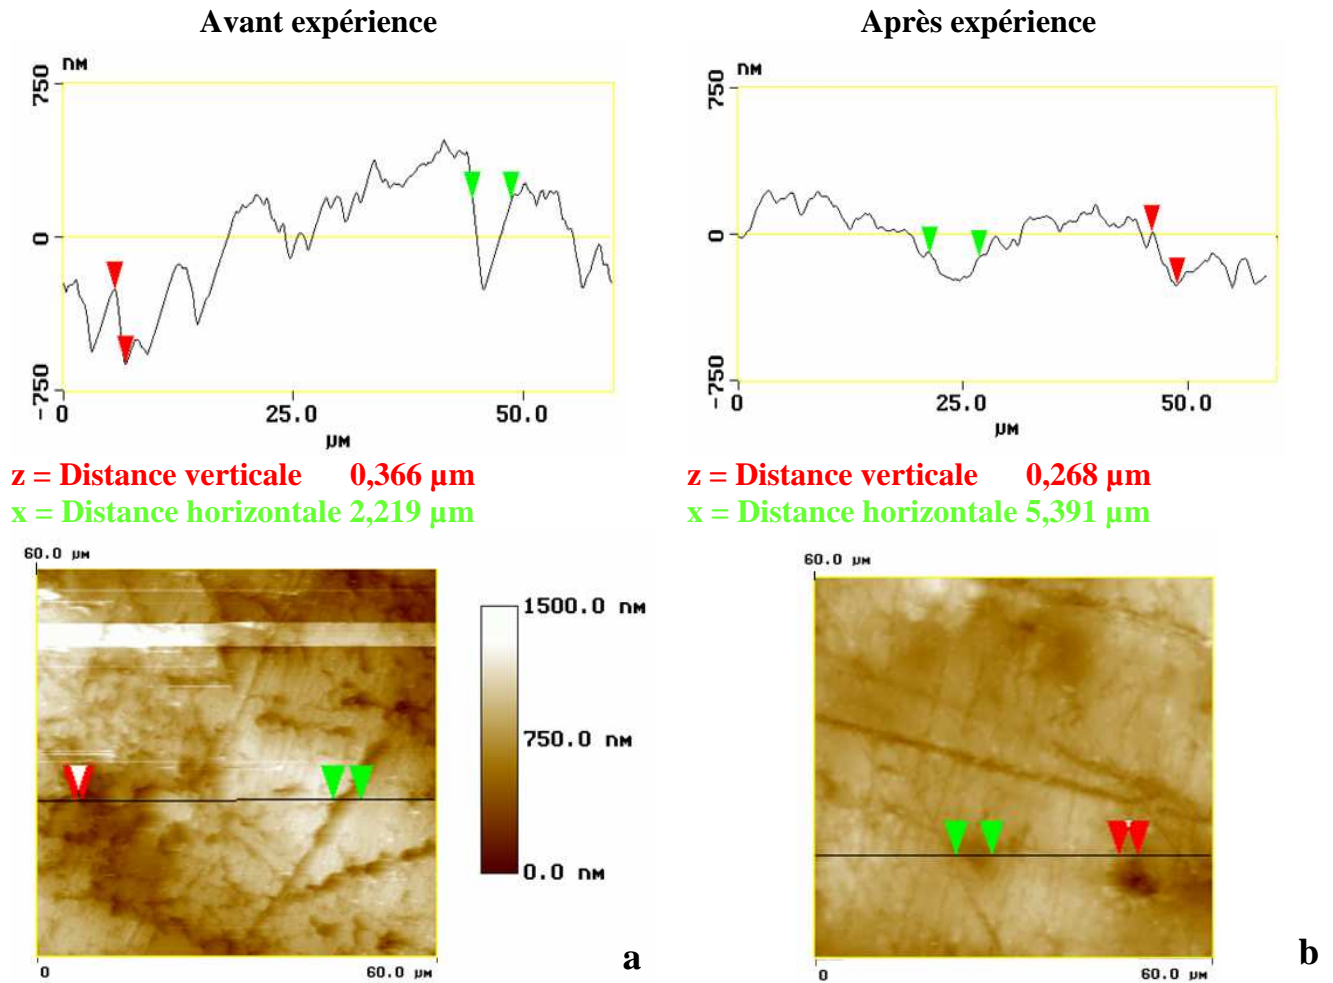 Avant expérience
Après expérience
nM
750
0
-750
0
25.0
50.0
µM
nM
750
0
-750
0
25.0
50.0
µM
z = Distance verticale 0,366 µm
x = Distance horizontale 2,219 µm
z = Distance verticale 0,268 µm
x = Distance horizontale 5,391 µm
60.0 µM
1500.0 nM
750.0 nM
0.0 nM
0
60.0 µM
a
60.0 µM
0
60.0 µM
b